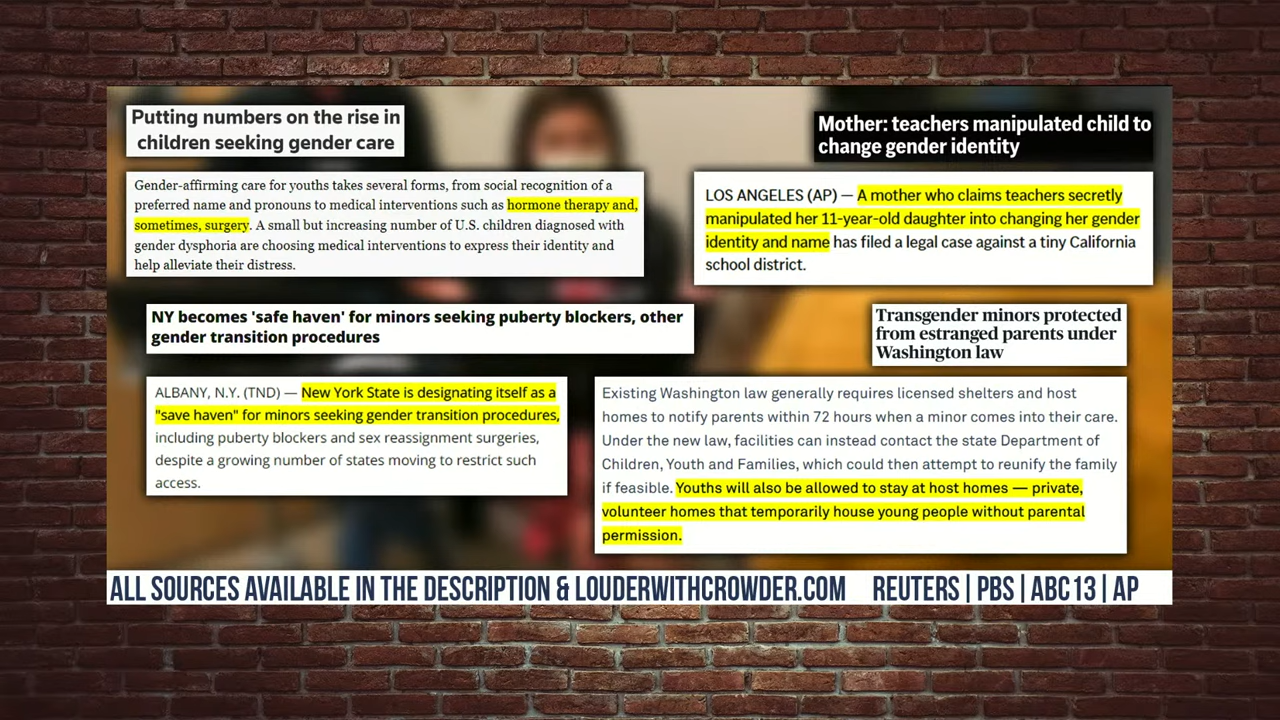 Putting numbers on the rise in
children seeking gender care
Gender-affirming care for youths takes several forms, from social recognition of a
preferred name and pronouns to medical interventions such as hormone therapy and,
sometimes, surgery. A small but increasing number of U.S. children diagnosed with
gender dysphoria are choosing medical interventions to express their identity and
help alleviate their distress.
Mother: teachers manipulated child to
change gender identity
LOS ANGELES (AP) — A mother who claims teachers secretly
manipulated her 11-year-old daughter into changing her gender
identity and name has filed a legal case against a tiny California
school district.
NY becomes 'safe haven' for minors seeking puberty blockers, other
gender transition procedures
ALBANY, N.Y. (TND) — New York State is designating itself as a
"save haven" for minors seeking gender transition procedures,
including puberty blockers and sex reassignment surgeries,
despite a growing number of states moving to restrict such
access.
Transgender minors protected
from estranged parents under
Washington law
Existing Washington law generally requires licensed shelters and host
homes to notify parents within 72 hours when a minor comes into their care.
Under the new law, facilities can instead contact the state Department of
Children, Youth and Families, which could then attempt to reunify the family
if feasible. Youths will also be allowed to stay at host homes — private,
volunteer homes that temporarily house young people without parental
permission.
ALL SOURCES AVAILABLE IN THE DESCRIPTION & LOUDERWITHCROWDER.COM REUTERS | PBS | ABC13 | AP